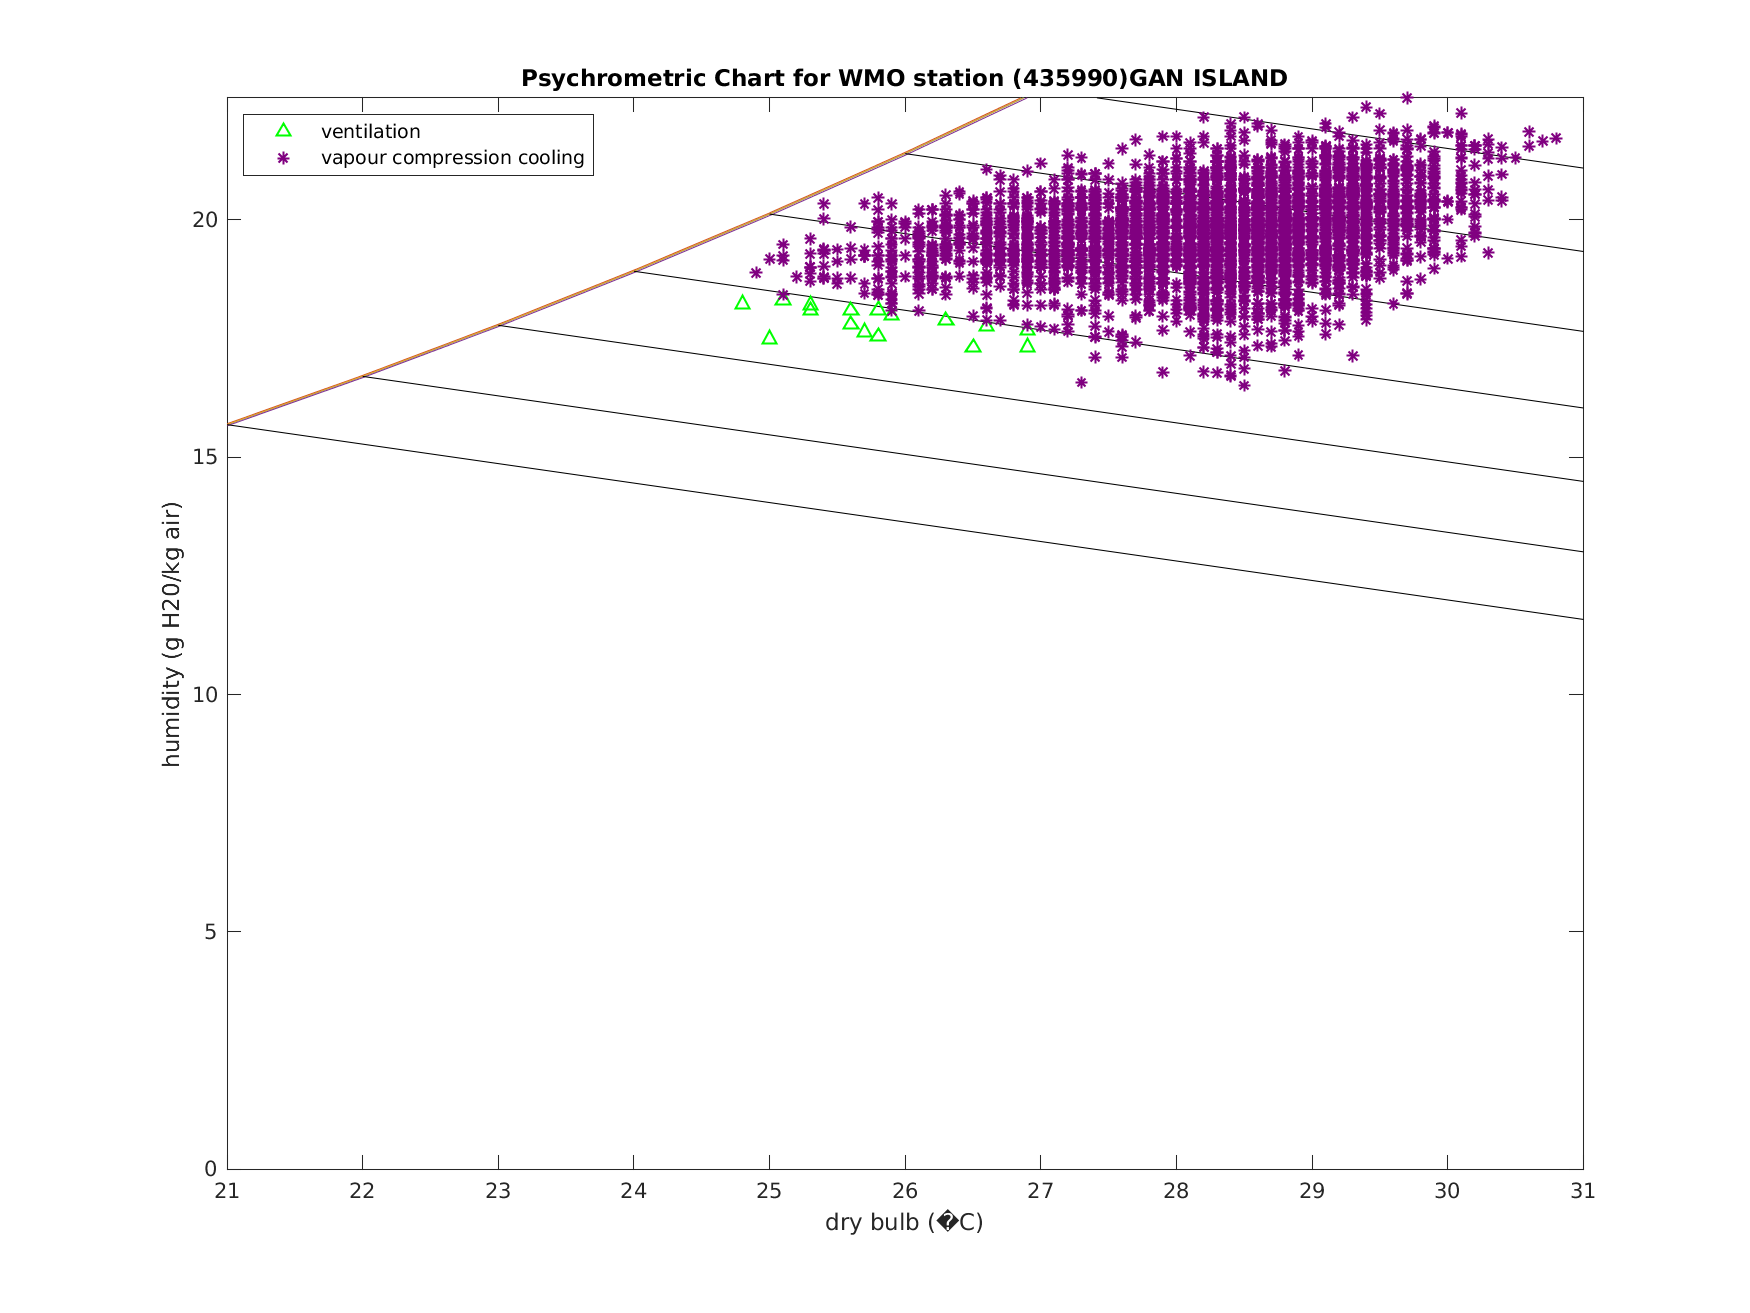 Psychrometric Chart for WMO station (435990)GAN ISLAND
ventilation
vapour compression cooling
20
15
10
5
0
humidity (g H20/kg air)
21 22 23 24 25 26 27 28 29 30 31
dry bulb (�C)